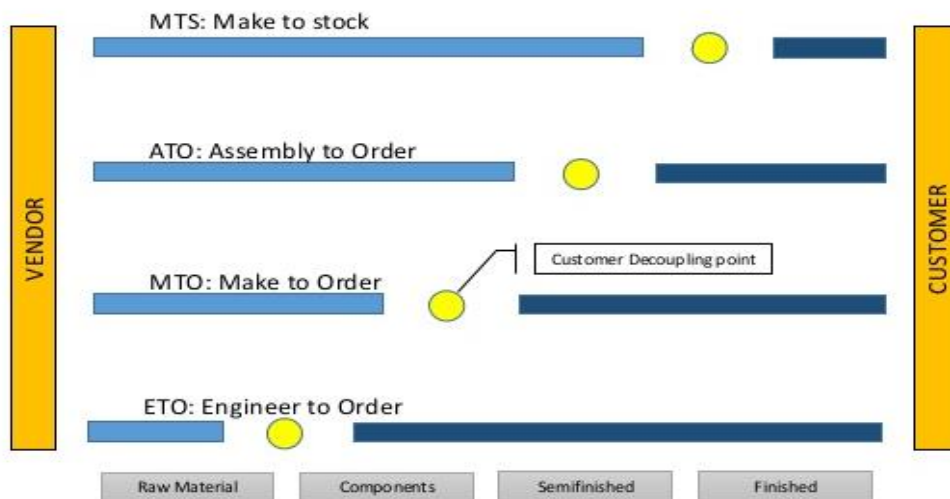 MTS: Make to stock
VENDOR
CUSTOMER
ATO: Assembly to Order
Customer Decoupling point
MTO: Make to Order
ETO: Engineer to Order
Raw Material
Components
Semifinished
Finished